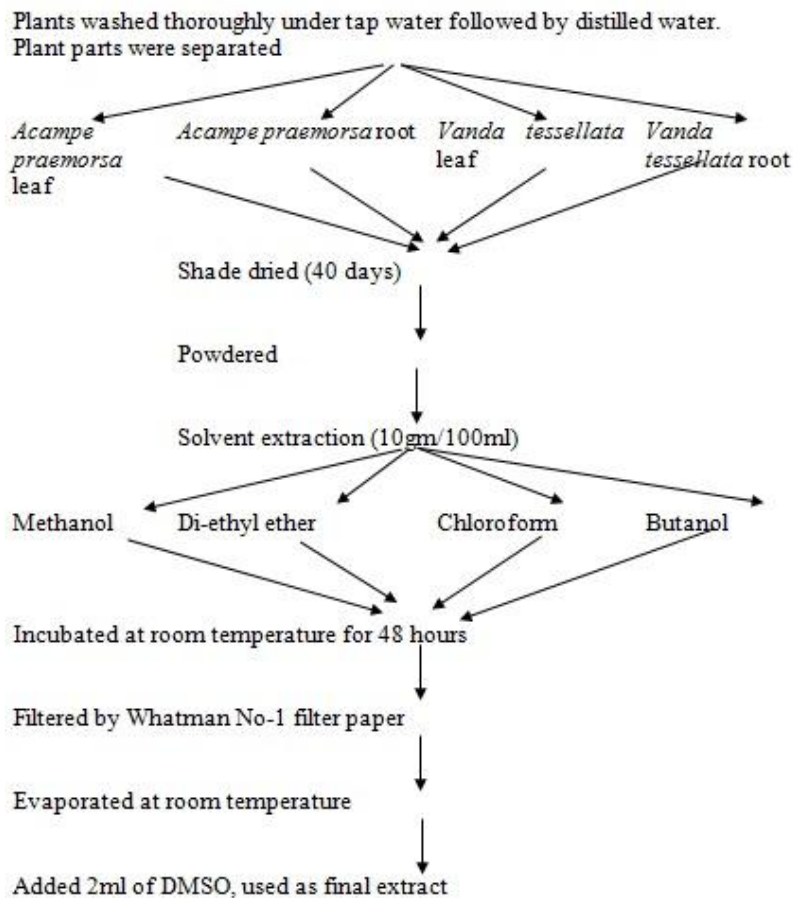 Plants washed thoroughly under tap water followed by distilled water.
Plant parts were separated
Acampe praemorsa leaf
Acampe praemorsa root
Vanda tessellata leaf
Vanda tessellata root
Shade dried (40 days)
Powdered
Solvent extraction (10gm/100ml)
Methanol
Di-ethyl ether
Chloroform
Butanol
Incubated at room temperature for 48 hours
Filtered by Whatman No-1 filter paper
Evaporated at room temperature
Added 2ml of DMSO, used as final extract